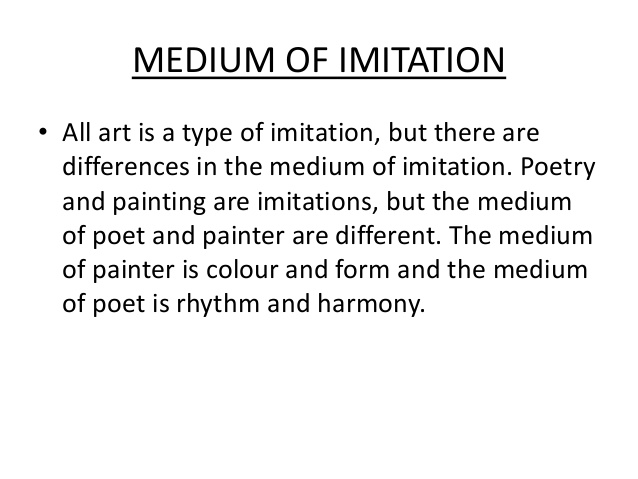 MEDIUM OF IMITATION
• All art is a type of imitation, but there are
differences in the medium of imitation. Poetry
and painting are imitations, but the medium
of poet and painter are different. The medium
of painter is colour and form and the medium
of poet is rhythm and harmony.